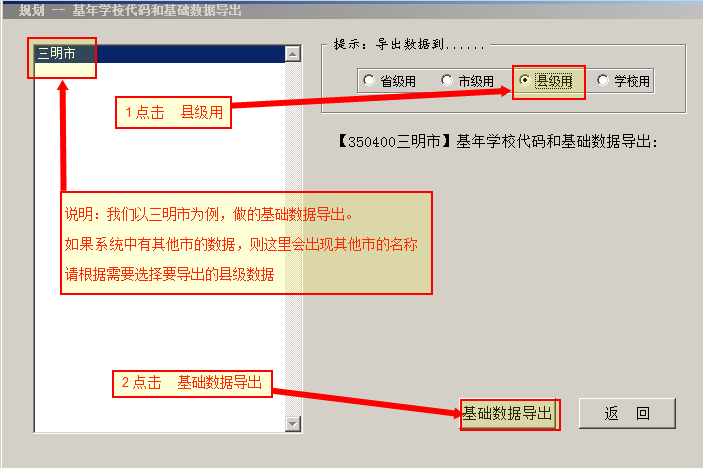 规划 -- 基年学校代码和基础数据导出
三明市
提示：导出数据到......
省级用 市级用 县级用 学校用
1点击 县级用
【350400三明市】基年学校代码和基础数据导出:
说明：我们以三明市为例，做的基础数据导出。
如果系统中有其他市的数据，则这里会出现其他市的名称
请根据需要选择要导出的县级数据
2点击 基础数据导出
基础数据导出 返 回